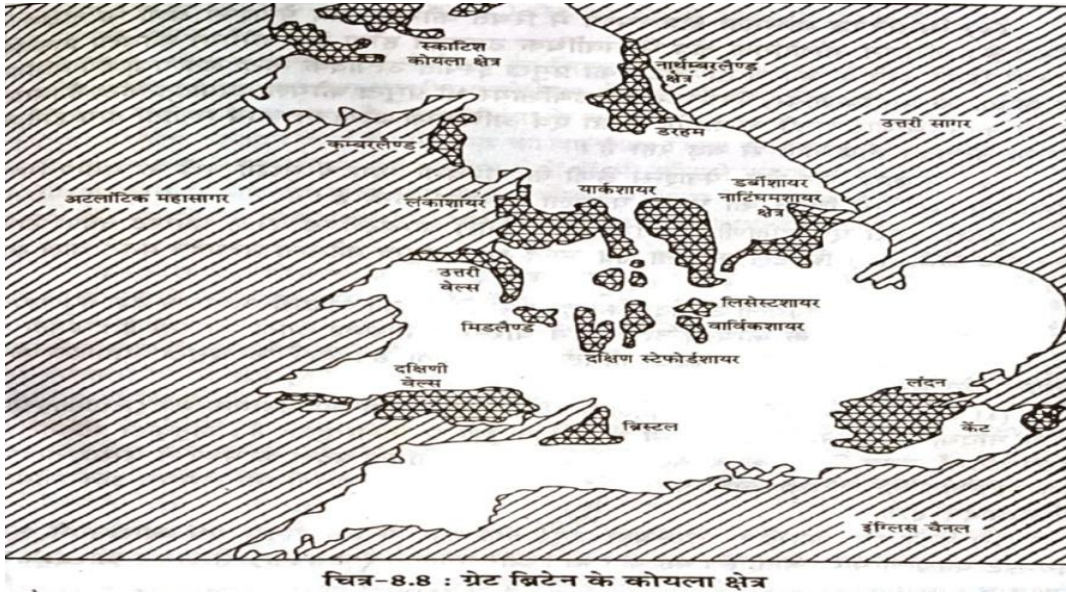 स्काटिश
कोयला क्षेत्र
नार्थम्बरलैण्ड
क्षेत्र
डरहम
उत्तरी सागर
कम्बरलैण्ड
अटलाँटिक महासागर
लंकाशायर
यार्कशायर
डर्बीशायर
नाटिंघमशायर
क्षेत्र
उत्तरी
वेल्स
मिडलैण्ड
लिसेस्टशायर
वार्विकशायर
दक्षिण स्टेफोर्डशायर
दक्षिणी
वेल्स
लंदन
ब्रिस्टल
केंट
इंग्लिस चैनल
चित्र-8.8 : ग्रेट ब्रिटेन के कोयला क्षेत्र